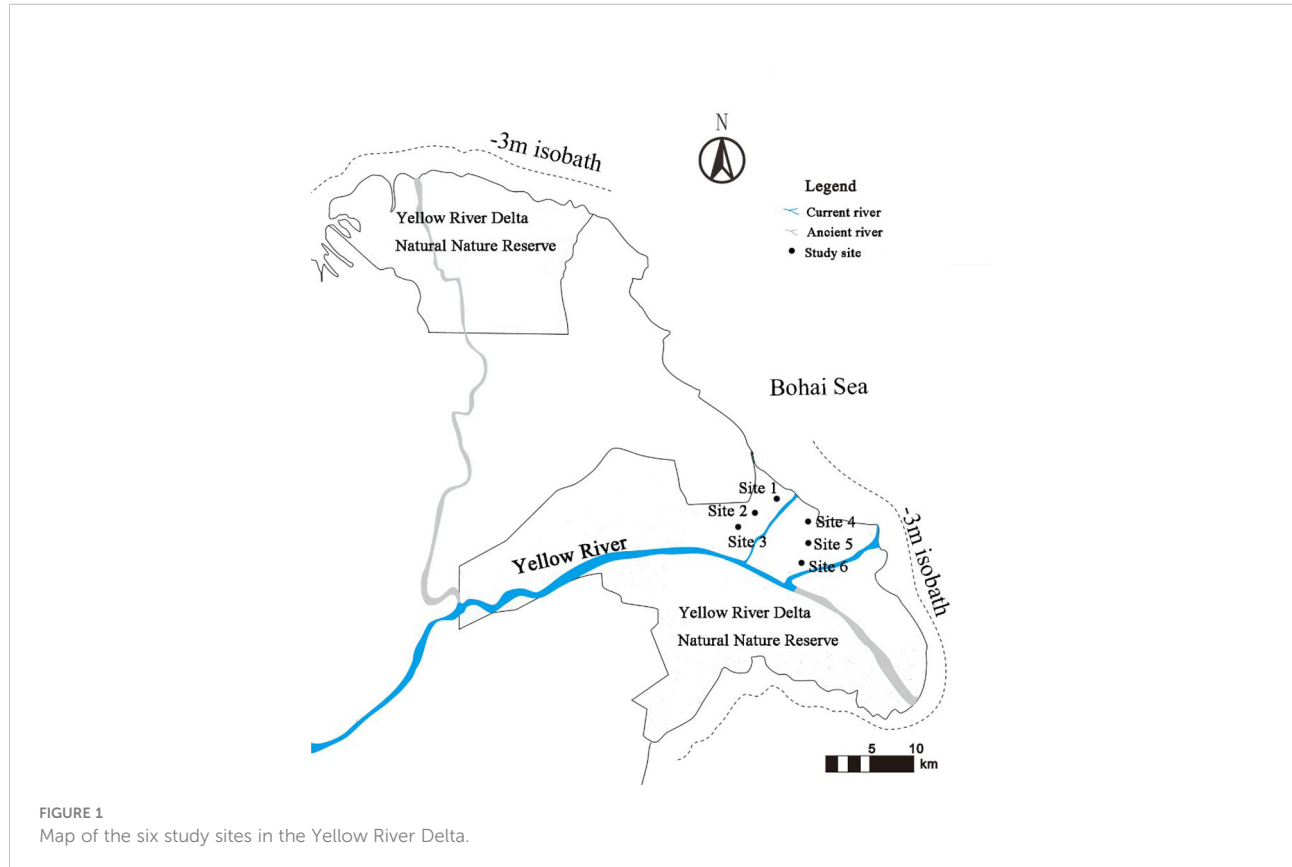 N
-3m isobath
Legend
Current river
Ancient river
Study site
Yellow River Delta
Natural Nature Reserve
Bohai Sea
Site 1
Site 2
Site 3
Site 4
Site 5
Site 6
-3m isobath
Yellow River
Yellow River Delta
Natural Nature Reserve
5 10
km
FIGURE 1
Map of the six study sites in the Yellow River Delta.